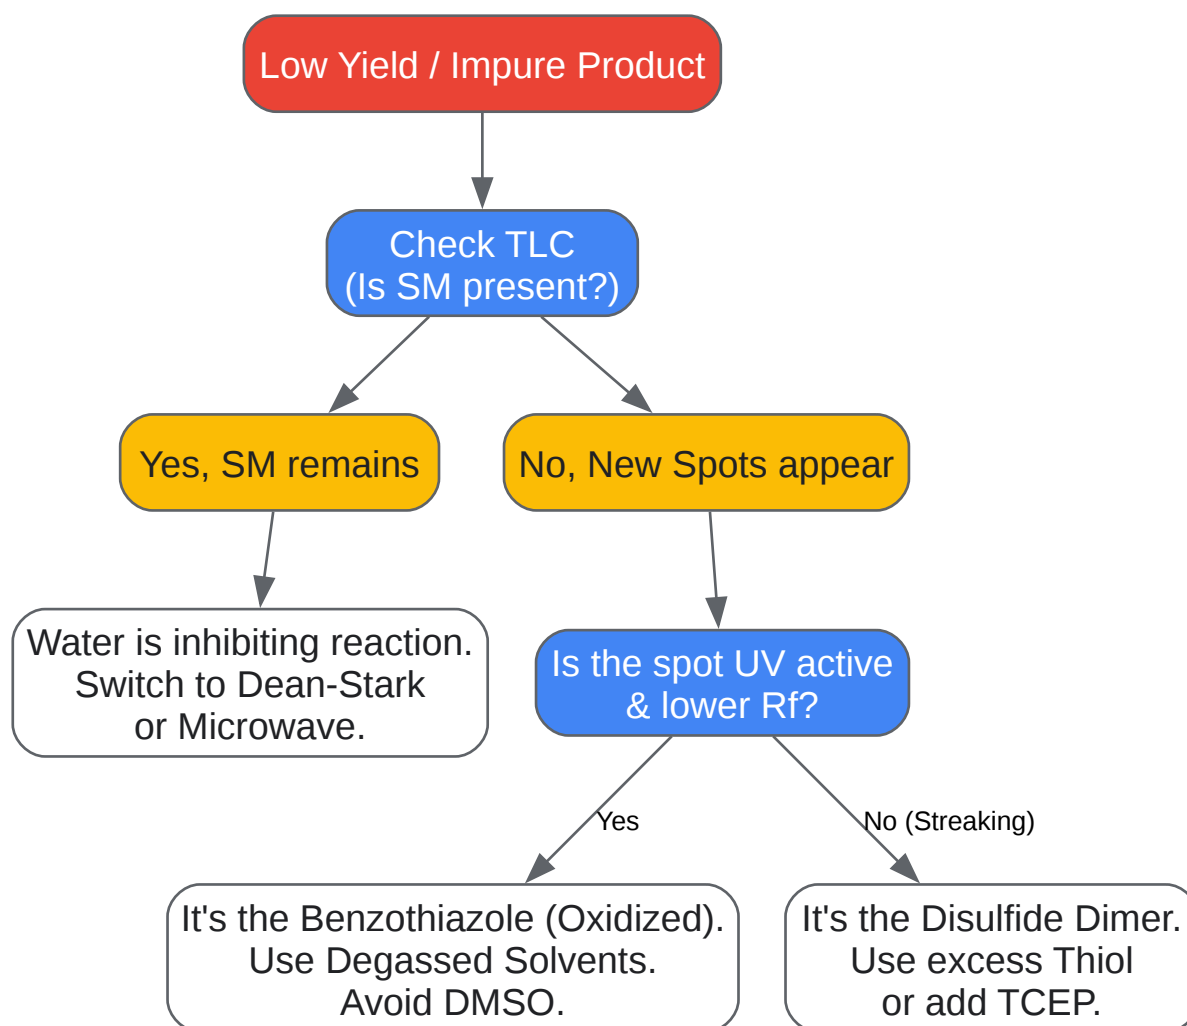 Low Yield / Impure Product
Check TLC
(Is SM present?)
Yes, SM remains
No, New Spots appear
Water is inhibiting reaction.
Switch to Dean-Stark
or Microwave.
Is the spot UV active
& lower Rf?
Yes
No (Streaking)
It's the Benzothiazole (Oxidized).
Use Degassed Solvents.
Avoid DMSO.
It's the Disulfide Dimer.
Use excess Thiol
or add TCEP.